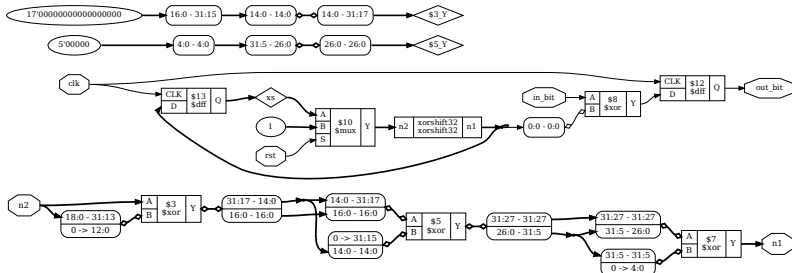 17'00000000000000000 16:0 - 31:15 14:0 - 14:0 14:0 - 31:17 $3_Y
5'00000 4:0 - 4:0 31:5 - 26:0 26:0 - 26:0 $5_Y
clk
CLK D $13 $dff Q
xs
1
rst
A B S $10 $mux Y
n2 xorshift32 xorshift32 n1
0:0 - 0:0
in_bit
A B $8 $xor Y
CLK D $12 $dff Q
out_bit
n2
18:0 - 31:13
0 -> 12:0
A B $3 $xor Y
31:17 - 14:0
16:0 - 16:0
14:0 - 31:17
16:0 - 16:0
0 -> 31:15
14:0 - 14:0
A B $5 $xor Y
31:27 - 31:27
26:0 - 31:5
31:27 - 31:27
31:5 - 26:0
31:5 - 31:5
0 -> 4:0
A B $7 $xor Y
n1